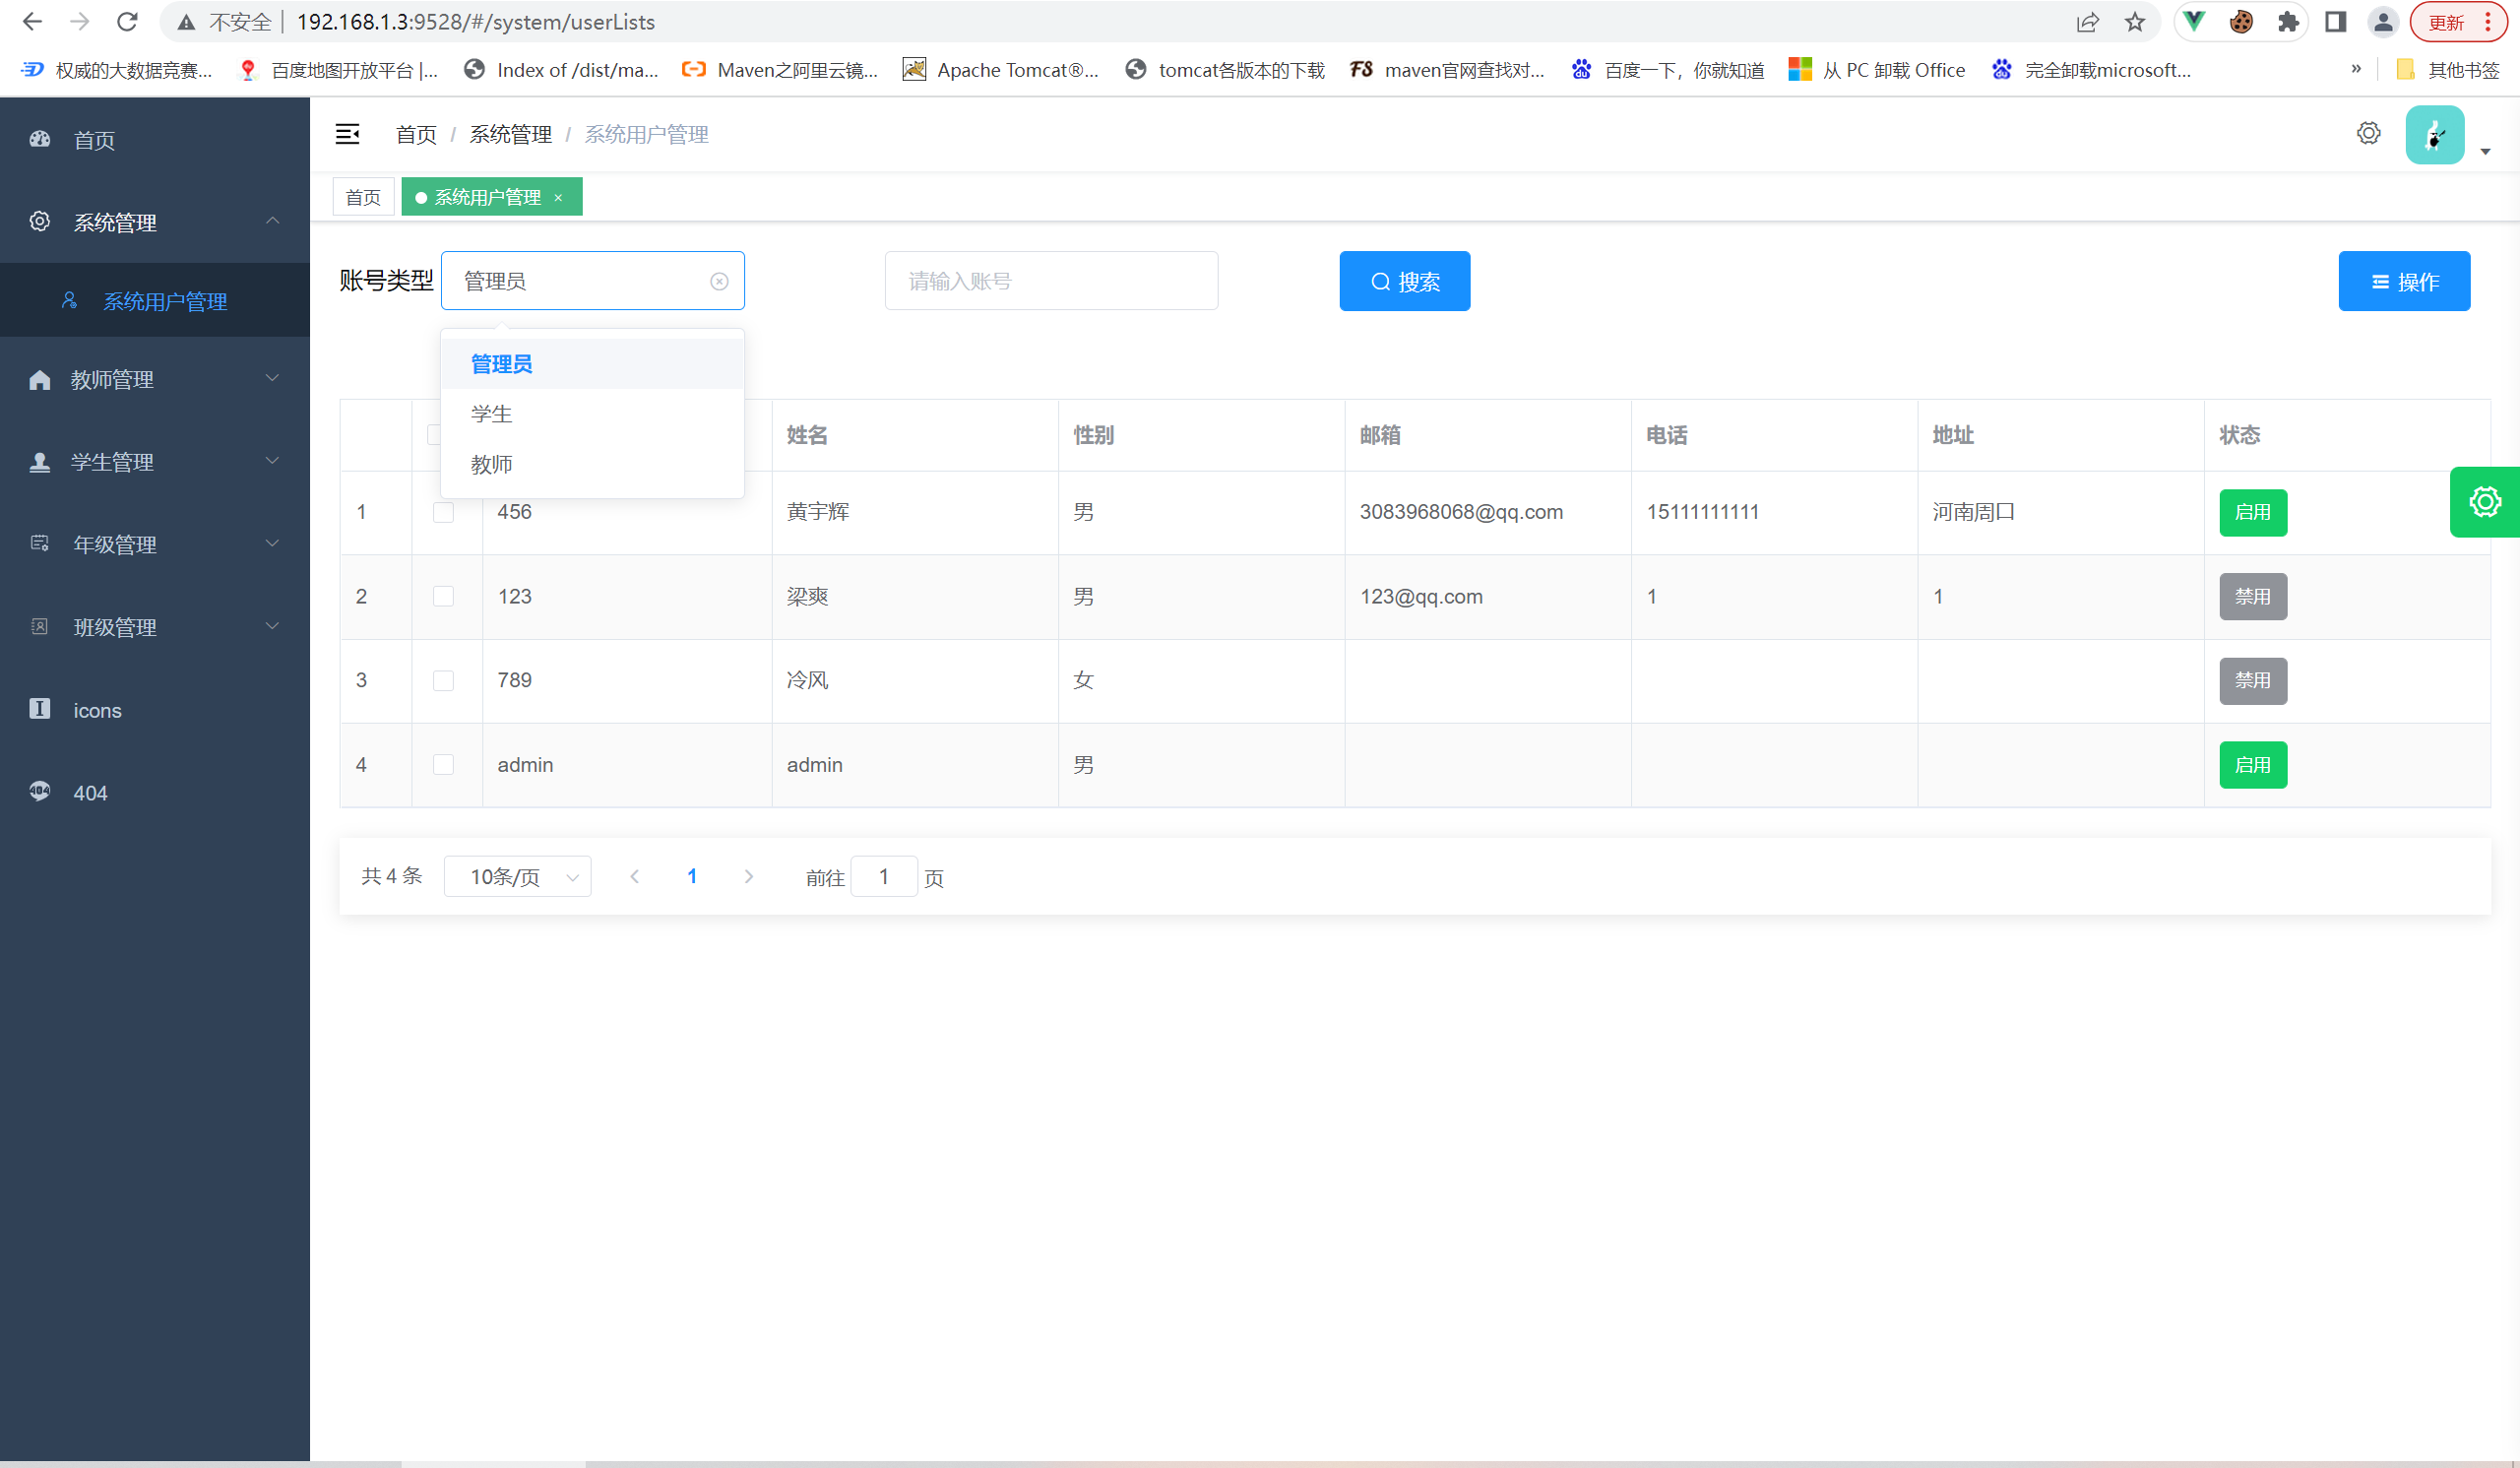 不安全 192.168.1.3:9528/#/system/userLists 更新
权威的大数据竞赛... 百度地图开放平台 |... Index of /dist/ma... Maven之阿里云镜... Apache Tomcat®... tomcat各版本的下载 maven官网查找对... 百度一下，你就知道 从 PC 卸载 Office 完全卸载microsoft... » 其他书签
首页
系统管理
系统用户管理
教师管理
学生管理
年级管理
班级管理
icons
404
首页 / 系统管理 / 系统用户管理
首页 系统用户管理 ×
账号类型 管理员 请输入账号 搜索 操作
管理员
学生
教师
姓名 性别 邮箱 电话 地址 状态
1 456 黄宇辉 男 3083968068@qq.com 15111111111 河南周口 启用
2 123 梁爽 男 123@qq.com 1 1 禁用
3 789 冷风 女 禁用
4 admin admin 男 启用
共 4 条 10条/页 1 前往 1 页